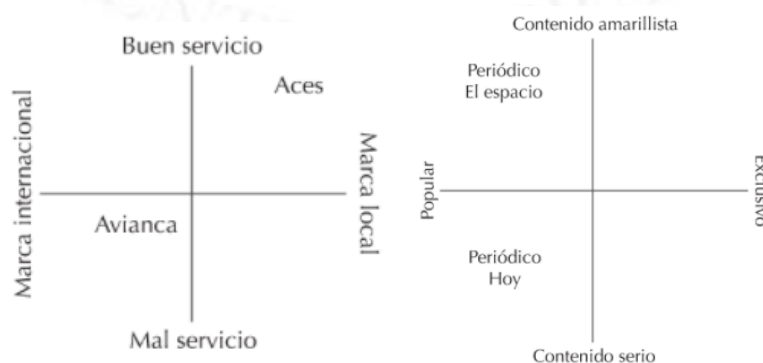 Buen servicio
Aces
Marca internacional
Marca local
Avianca
Mal servicio
Contenido amarillista
Periódico
El espacio
Popular
Exclusivo
Periódico
Hoy
Contenido serio